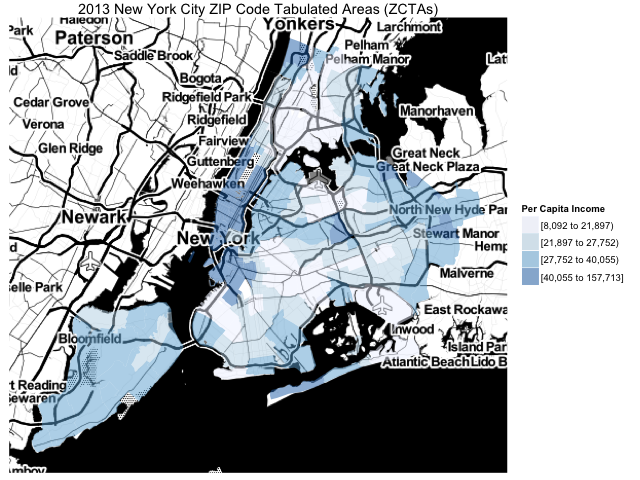 2013 New York City ZIP Code Tabulated Areas (ZCTAs)
Haledon
Yonkers
Larchmont
Park
Paterson
Pelham
Saddle Brook
Pelham Manor
Bogota
Cedar Grove
Ridgefield Park
Manorhaven
Verona
Ridgefield
Glen Ridge
Fairview
Great Neck
Guttenberg
Great Neck Plaza
Weehawken
Newark
North New Hyde Par
New York
Stewart Manor
Hemp
Malverne
elle Park
East Rockawa
Bloomfield
Inwood
Island Par
Atlantic Beach
Lido B
rt Reading
Sewaren
Amboy
Per Capita Income
[8,092 to 21,897)
[21,897 to 27,752)
[27,752 to 40,055)
[40,055 to 157,713]